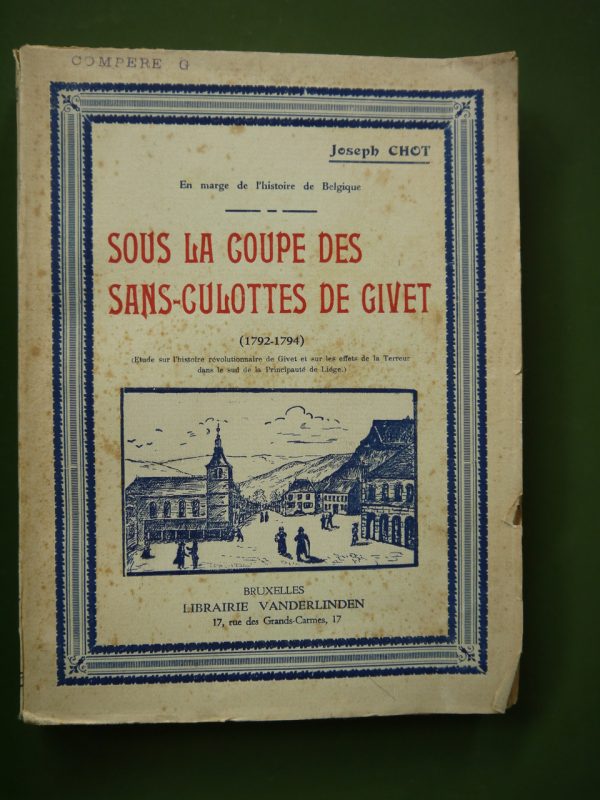 COMPERE G
Joseph CHOT
En marge de l'histoire de Belgique
SOUS LA COUPE DES
SANS-CULOTTES DE GIVET
(1792-1794)
(Etude sur l'histoire révolutionnaire de Givet et sur les effets de la Terreur
dans le sud de la Principauté de Liége.)
BRUXELLES
LIBRAIRIE VANDERLINDEN
17, rue des Grands-Carmes, 17